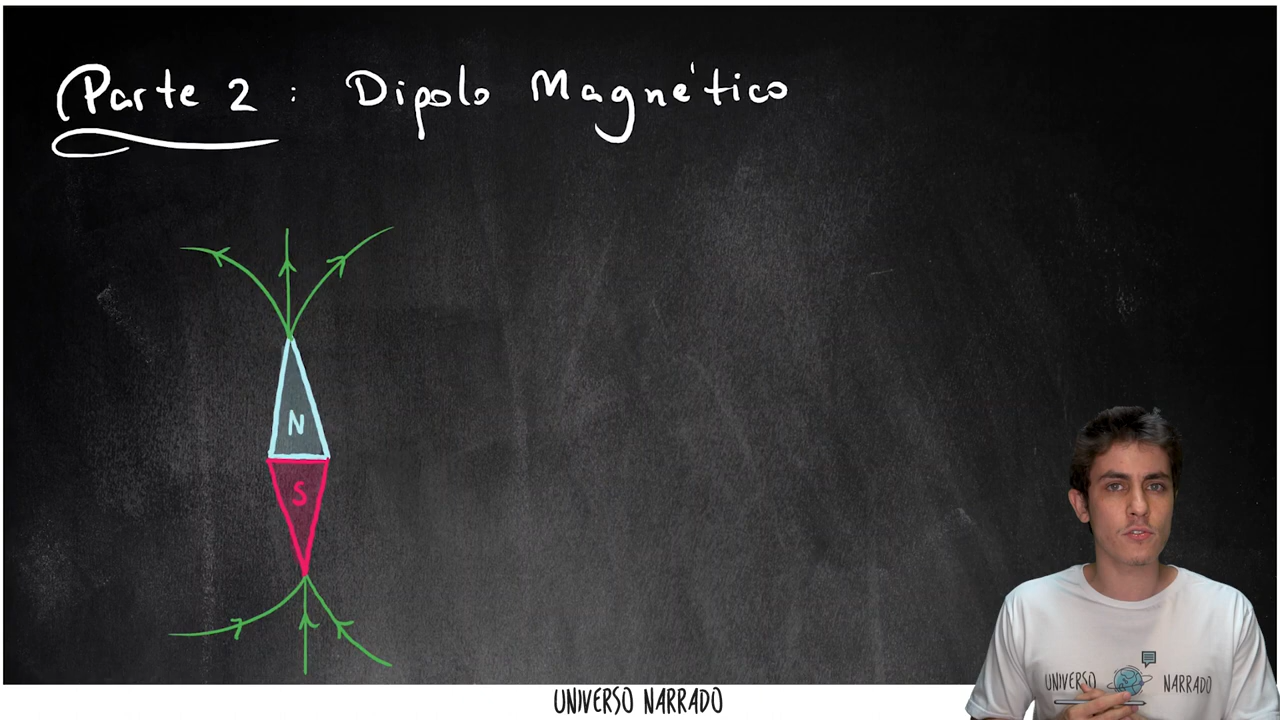 Parte 2 : Dipolo Magnético
N
S
UNIVERSO NARRADO
UNIVERSO NARRADO